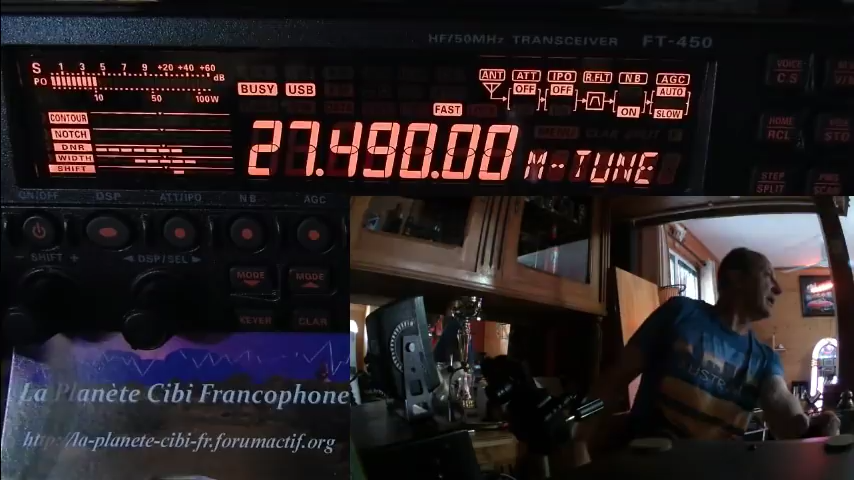 HF/50MHz TRANSCEIVER FT-450
S 1 3 5 7 9 +20 +40 +60 dB
PO 10 50 100W
BUSY USB
ANT ATT IPO R.FLT NB AGC
OFF OFF AUTO
ON SLOW
FAST
CONTOUR
NOTCH
DNR
WIDTH
SHIFT
27.490.00 M-TUNE
VOICE
C.S
HOME
RCL
STO
STEP
SPLIT
ON/OFF DSP ATT/IPO NB AGC
- SHIFT + ◀DSP/SEL▶
MODE MODE
KEYER CLAR
La Planète Cibi Francophone
http://la-planete-cibi-fr.forumactif.org